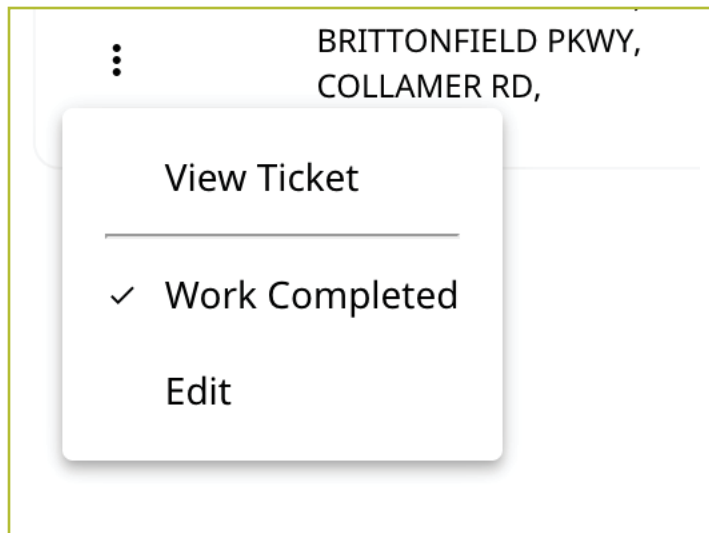 BRITTONFIELD PKWY,
COLLAMER RD,
View Ticket
Work Completed
Edit